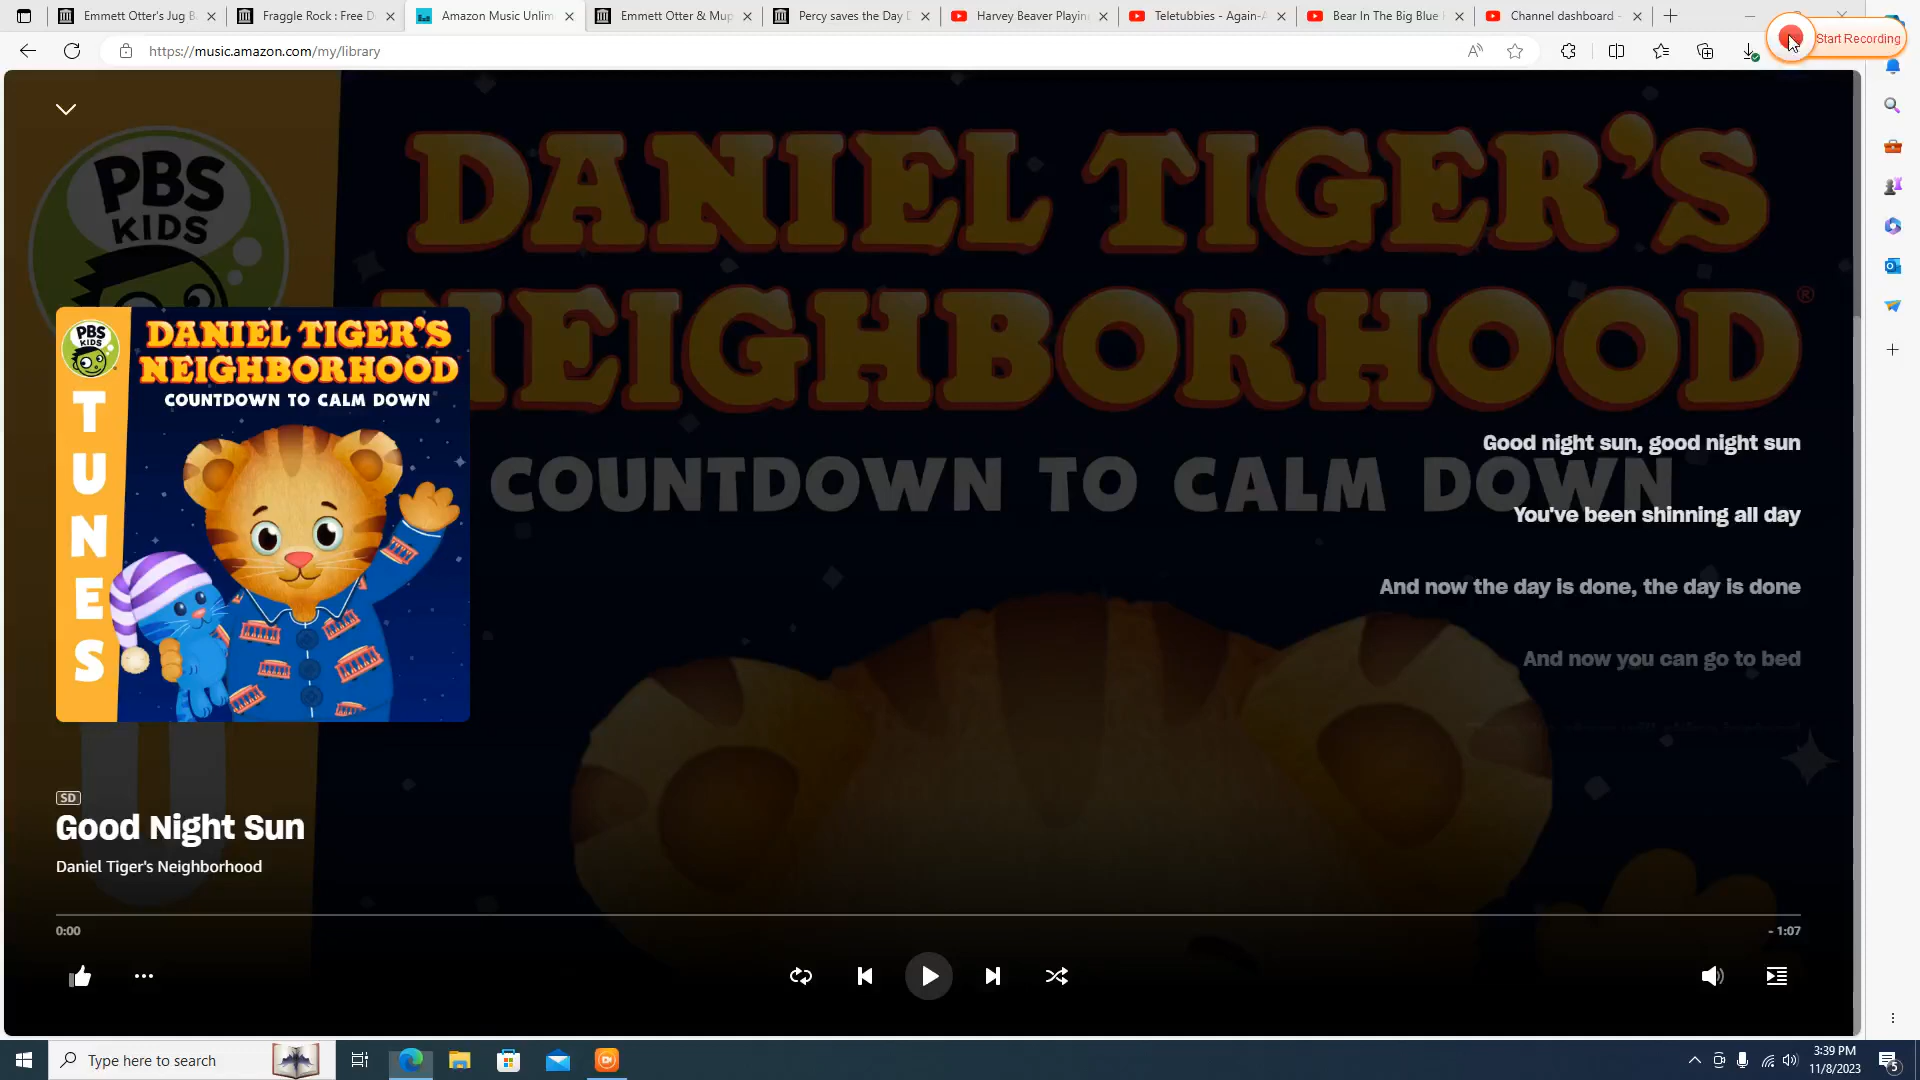 Emmett Otter's Jug B
Fraggle Rock : Free D
Amazon Music Unlim
Emmett Otter & Mup
Percy saves the Day D
Harvey Beaver Playin
Teletubbies - Again-A
Bear In The Big Blue H
Channel dashboard -
https://music.amazon.com/my/library
Start Recording
PBS
KIDS
DANIEL TIGER'S
NEIGHBORHOOD
COUNTDOWN TO CALM DOWN
PBS
KIDS
TUNES
DANIEL TIGER'S
NEIGHBORHOOD
COUNTDOWN TO CALM DOWN
Good night sun, good night sun
You've been shinning all day
And now the day is done, the day is done
And now you can go to bed
SD
Good Night Sun
Daniel Tiger's Neighborhood
0:00
- 1:07
Type here to search
3:39 PM
11/8/2023
5